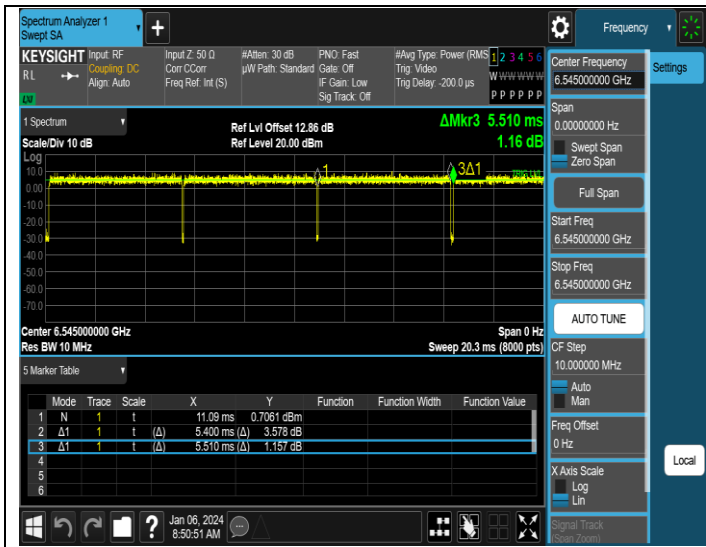 Spectrum Analyzer 1
Swept SA
Frequency
KEYSIGHT
RL
LXI
Input: RF
Coupling: DC
Align: Auto
Input Z: 50 Ω
Corr CCorr
Freq Ref: Int (S)
#Atten: 30 dB
µW Path: Standard
PNO: Fast
Gate: Off
IF Gain: Low
Sig Track: Off
#Avg Type: Power (RMS
Trig: Video
Trig Delay: -200.0 µs
1 2 3 4 5 6
W W W W W W
P P P P P P
1 Spectrum
Scale/Div 10 dB
Ref Lvl Offset 12.86 dB
Ref Level 20.00 dBm
ΔMkr3 5.510 ms
1.16 dB
Log
10.0
0.00
-10.0
-20.0
-30.0
-40.0
-50.0
-60.0
-70.0
1
3Δ1
TRIG LVL
Center 6.545000000 GHz
Res BW 10 MHz
Span 0 Hz
Sweep 20.3 ms (8000 pts)
5 Marker Table
Mode Trace Scale X Y Function Function Width Function Value
1 N 1 t 11.09 ms 0.7061 dBm
2 Δ1 1 t (Δ) 5.400 ms (Δ) 3.578 dB
3 Δ1 1 t (Δ) 5.510 ms (Δ) 1.157 dB
4
5
6
Jan 06, 2024
8:50:51 AM
Center Frequency
6.545000000 GHz
Span
0.00000000 Hz
Swept Span
Zero Span
Full Span
Start Freq
6.545000000 GHz
Stop Freq
6.545000000 GHz
AUTO TUNE
CF Step
10.000000 MHz
Auto
Man
Freq Offset
0 Hz
X Axis Scale
Log
Lin
Signal Track
(Span Zoom)
Settings
Local